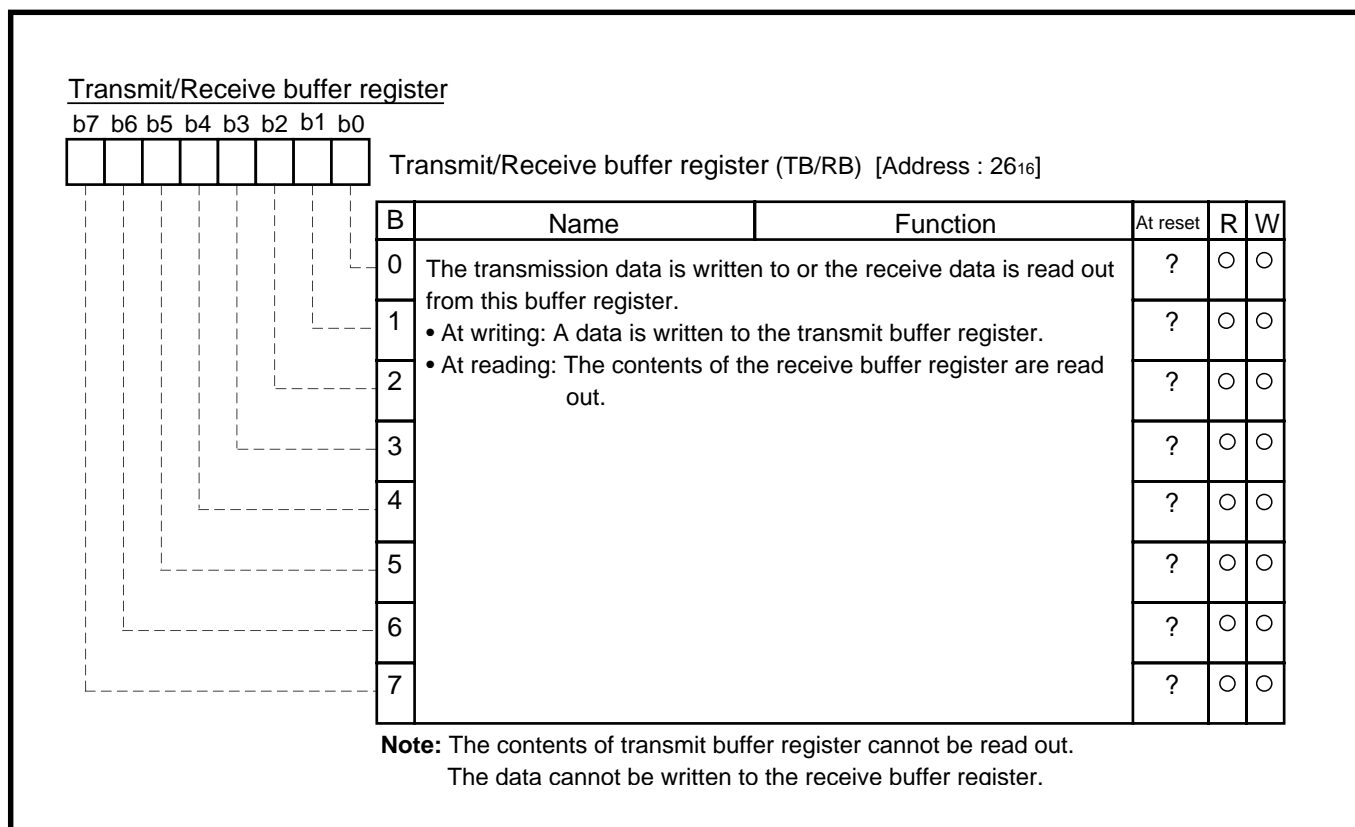 Transmit/Receive buffer register
b7 b6 b5 b4 b3 b2 b1 b0
Transmit/Receive buffer register (TB/RB) [Address : 26₁₆]
B Name Function At reset R W
0 The transmission data is written to or the receive data is read out ? ○ ○
from this buffer register.
1 • At writing: A data is written to the transmit buffer register. ? ○ ○
• At reading: The contents of the receive buffer register are read
2 out. ? ○ ○
3 ? ○ ○
4 ? ○ ○
5 ? ○ ○
6 ? ○ ○
7 ? ○ ○
Note: The contents of transmit buffer register cannot be read out.
The data cannot be written to the receive buffer register.